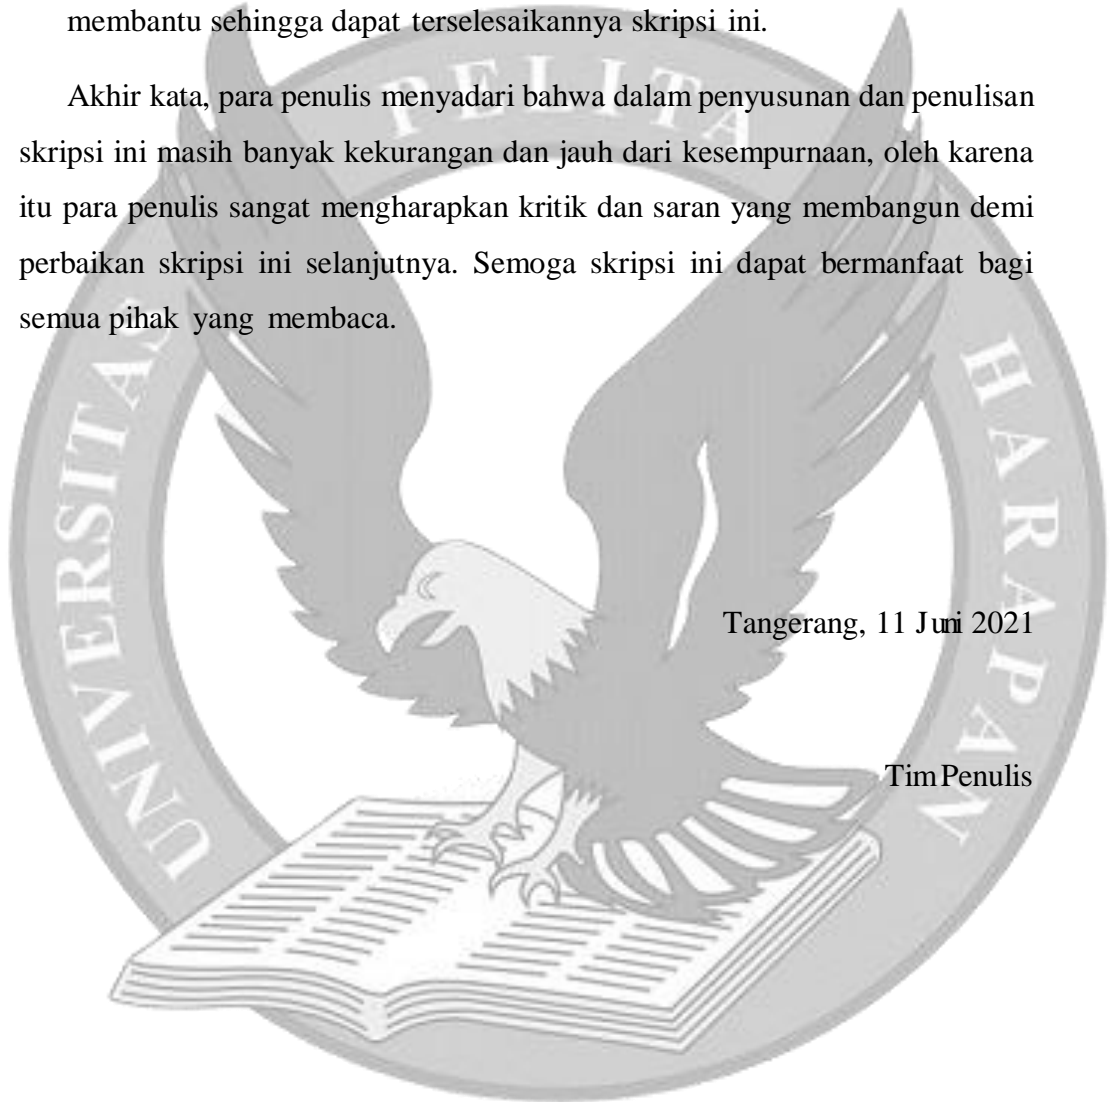 membantu sehingga dapat terselesaikannya skripsi ini.
Akhir kata, para penulis menyadari bahwa dalam penyusunan dan penulisan
skripsi ini masih banyak kekurangan dan jauh dari kesempurnaan, oleh karena
itu para penulis sangat mengharapkan kritik dan saran yang membangun demi
perbaikan skripsi ini selanjutnya. Semoga skripsi ini dapat bermanfaat bagi
semua pihak yang membaca.
Tangerang, 11 Juni 2021
Tim Penulis
UNIVERSITAS PELITA HARAPAN